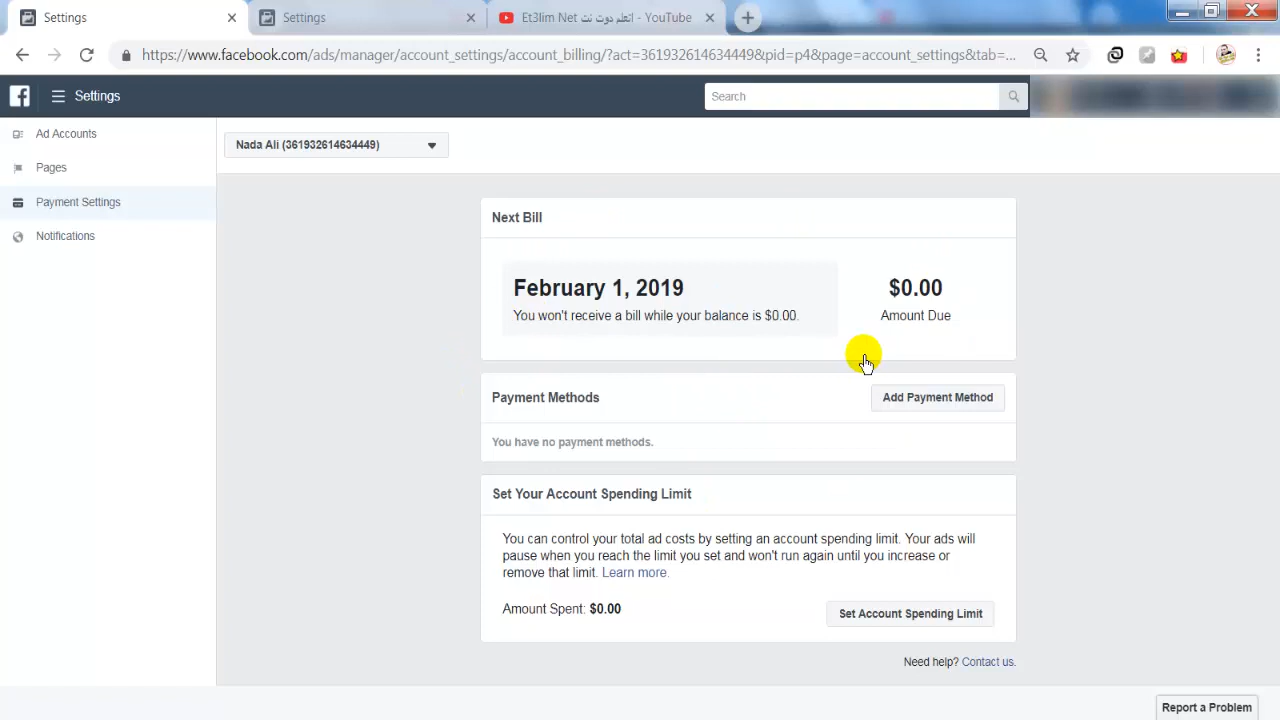 Settings
Settings
Et3lim Net اتعلم دوت نت - YouTube
https://www.facebook.com/ads/manager/account_settings/account_billing/?act=361932614634449&pid=p4&page=account_settings&tab=...
Settings
Search
Ad Accounts
Pages
Payment Settings
Notifications
Nada Ali (361932614634449)
Next Bill
February 1, 2019
You won't receive a bill while your balance is $0.00.
$0.00
Amount Due
Payment Methods
Add Payment Method
You have no payment methods.
Set Your Account Spending Limit
You can control your total ad costs by setting an account spending limit. Your ads will
pause when you reach the limit you set and won't run again until you increase or
remove that limit. Learn more.
Amount Spent: $0.00
Set Account Spending Limit
Need help? Contact us.
Report a Problem